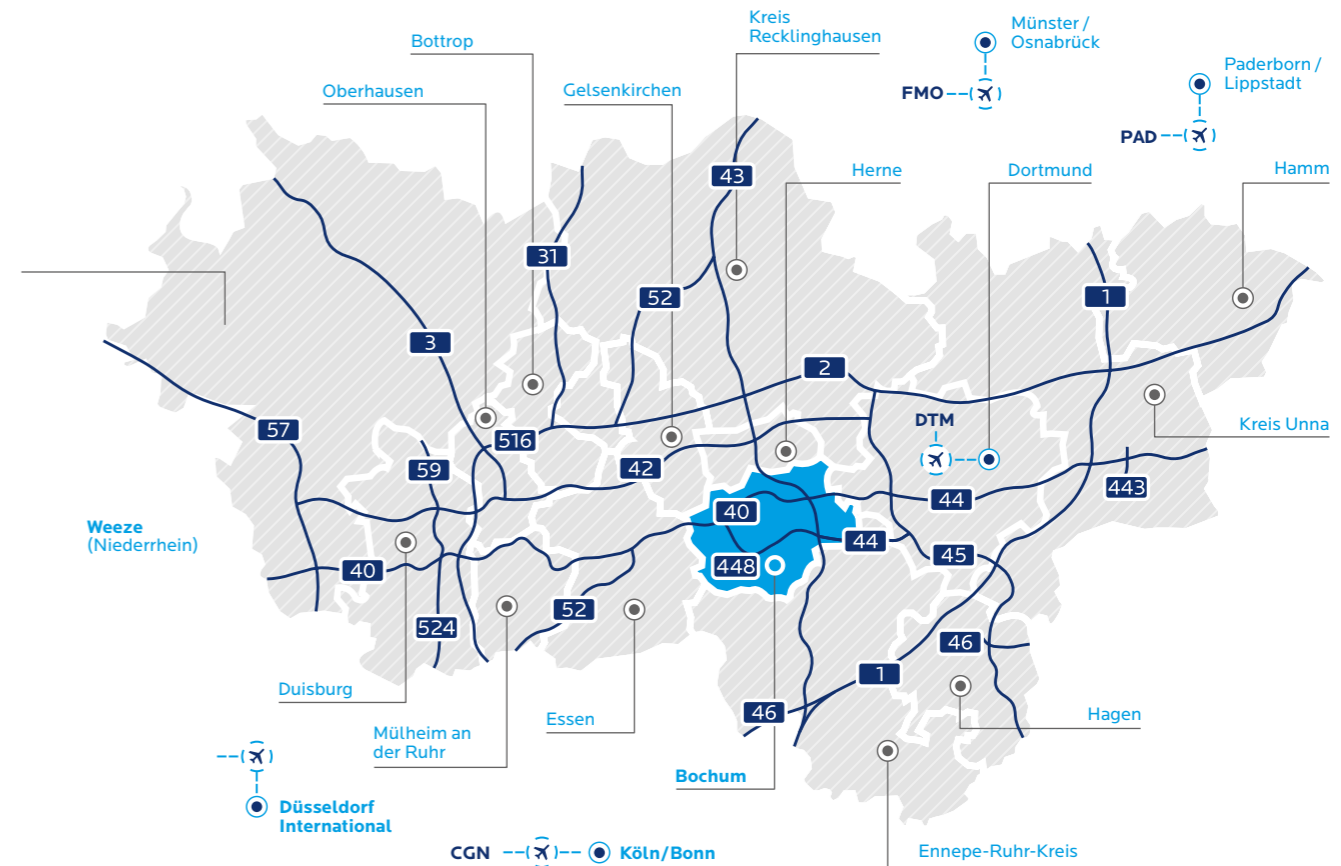 Kreis
Recklinghausen
Münster /
Osnabrück
Bottrop
Paderborn /
Lippstadt
Oberhausen
Gelsenkirchen
FMO
PAD
Herne
Dortmund
Hamm
43
31
52
1
3
2
57
516
DTM
Kreis Unna
59
42
44
443
40
Weeze
(Niederrhein)
44
45
448
40
52
524
46
1
Duisburg
46
Hagen
Essen
Mülheim an
der Ruhr
Bochum
Düsseldorf
International
CGN
Köln/Bonn
Ennepe-Ruhr-Kreis